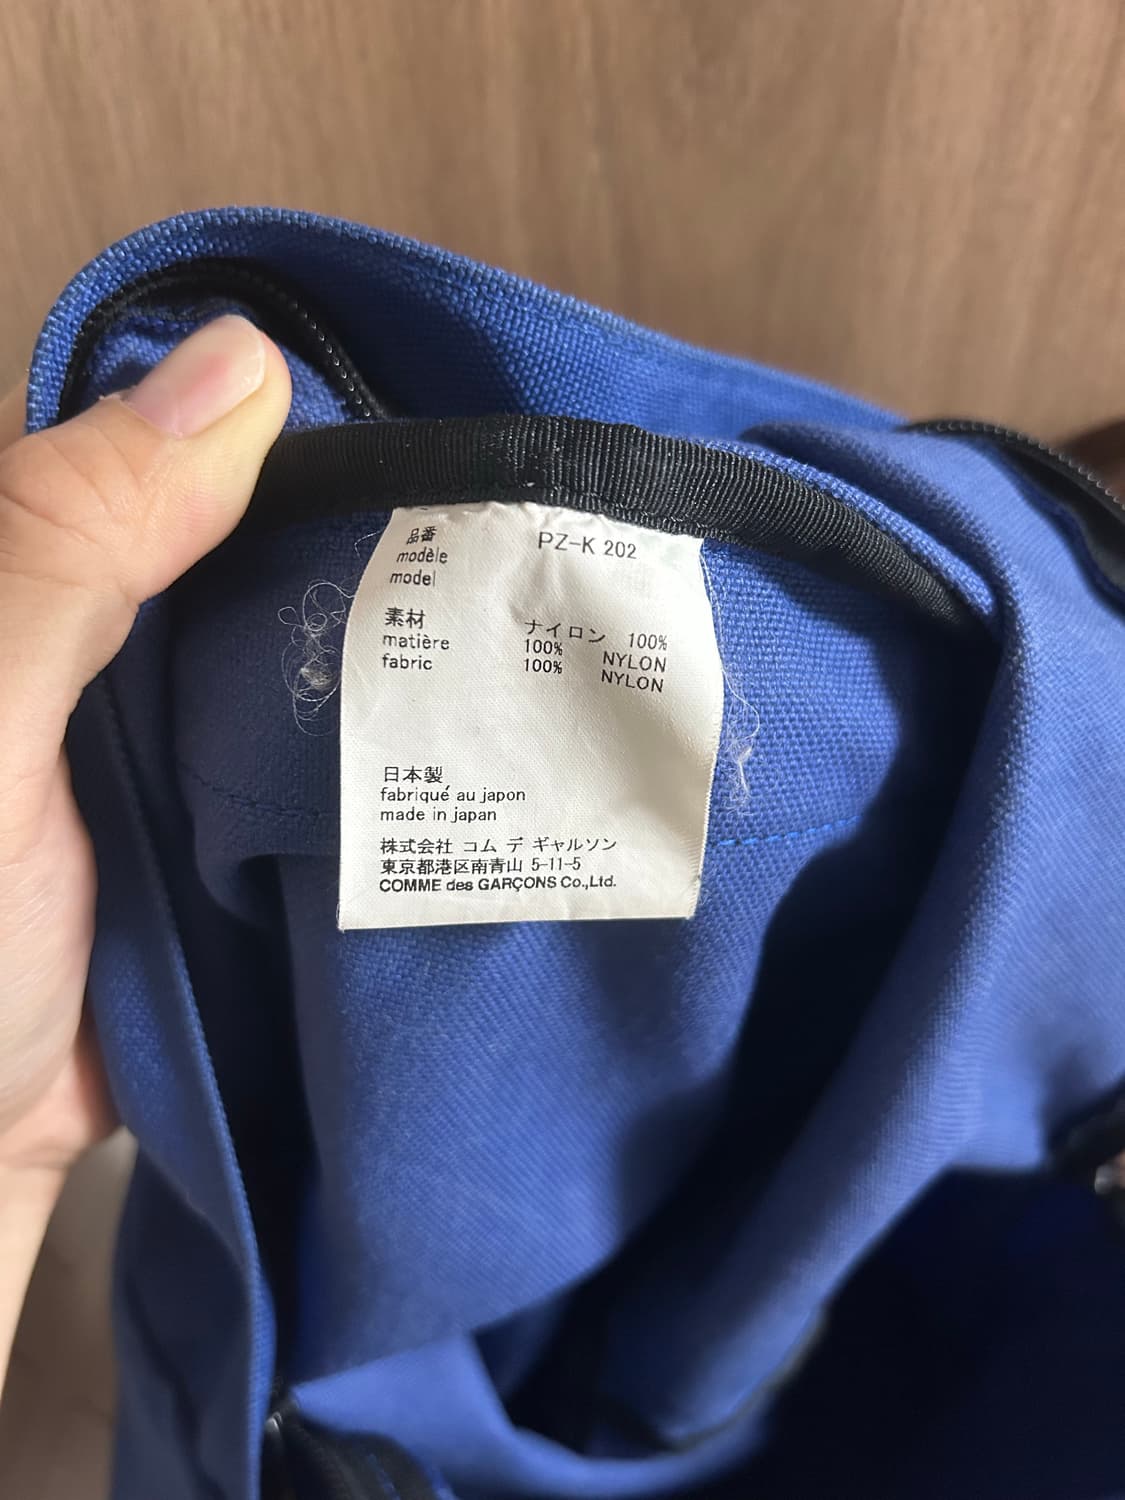 品番 PZ-K 202
modèle
model
素材 ナイロン 100%
matière 100% NYLON
fabric 100% NYLON
日本製
fabriqué au japon
made in japan
株式会社 コム デ ギャルソン
東京都港区南青山 5-11-5
COMME des GARÇONS Co.,Ltd.